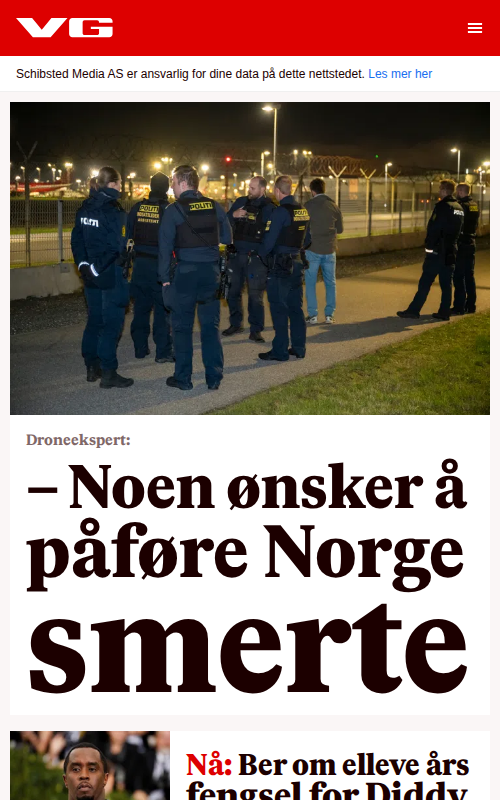 VG
Schibsted Media AS er ansvarlig for dine data på dette nettstedet. Les mer her
POLITI
POLITI
POLITI
POLITI
Droneekspert:
– Noen ønsker å
påføre Norge
smerte
Nå: Ber om elleve års
fengsel for Diddy